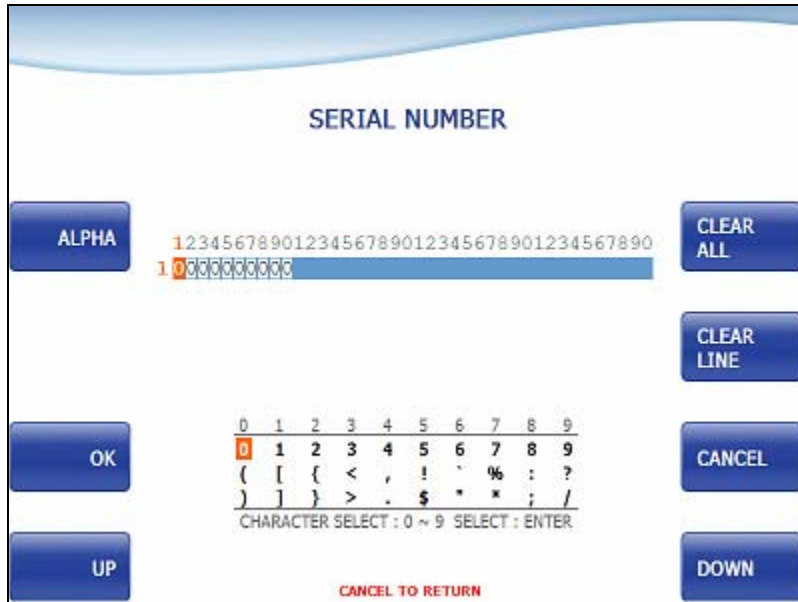 SERIAL NUMBER
ALPHA
CLEAR
ALL
1234567890123456789012345678901234567890
1 0000000000
CLEAR
LINE
0 1 2 3 4 5 6 7 8 9
0 1 2 3 4 5 6 7 8 9
( [ { < , ! ` % : ?
) ] } > . $ " * ; /
CHARACTER SELECT : 0 ~ 9 SELECT : ENTER
OK
CANCEL
UP
DOWN
CANCEL TO RETURN